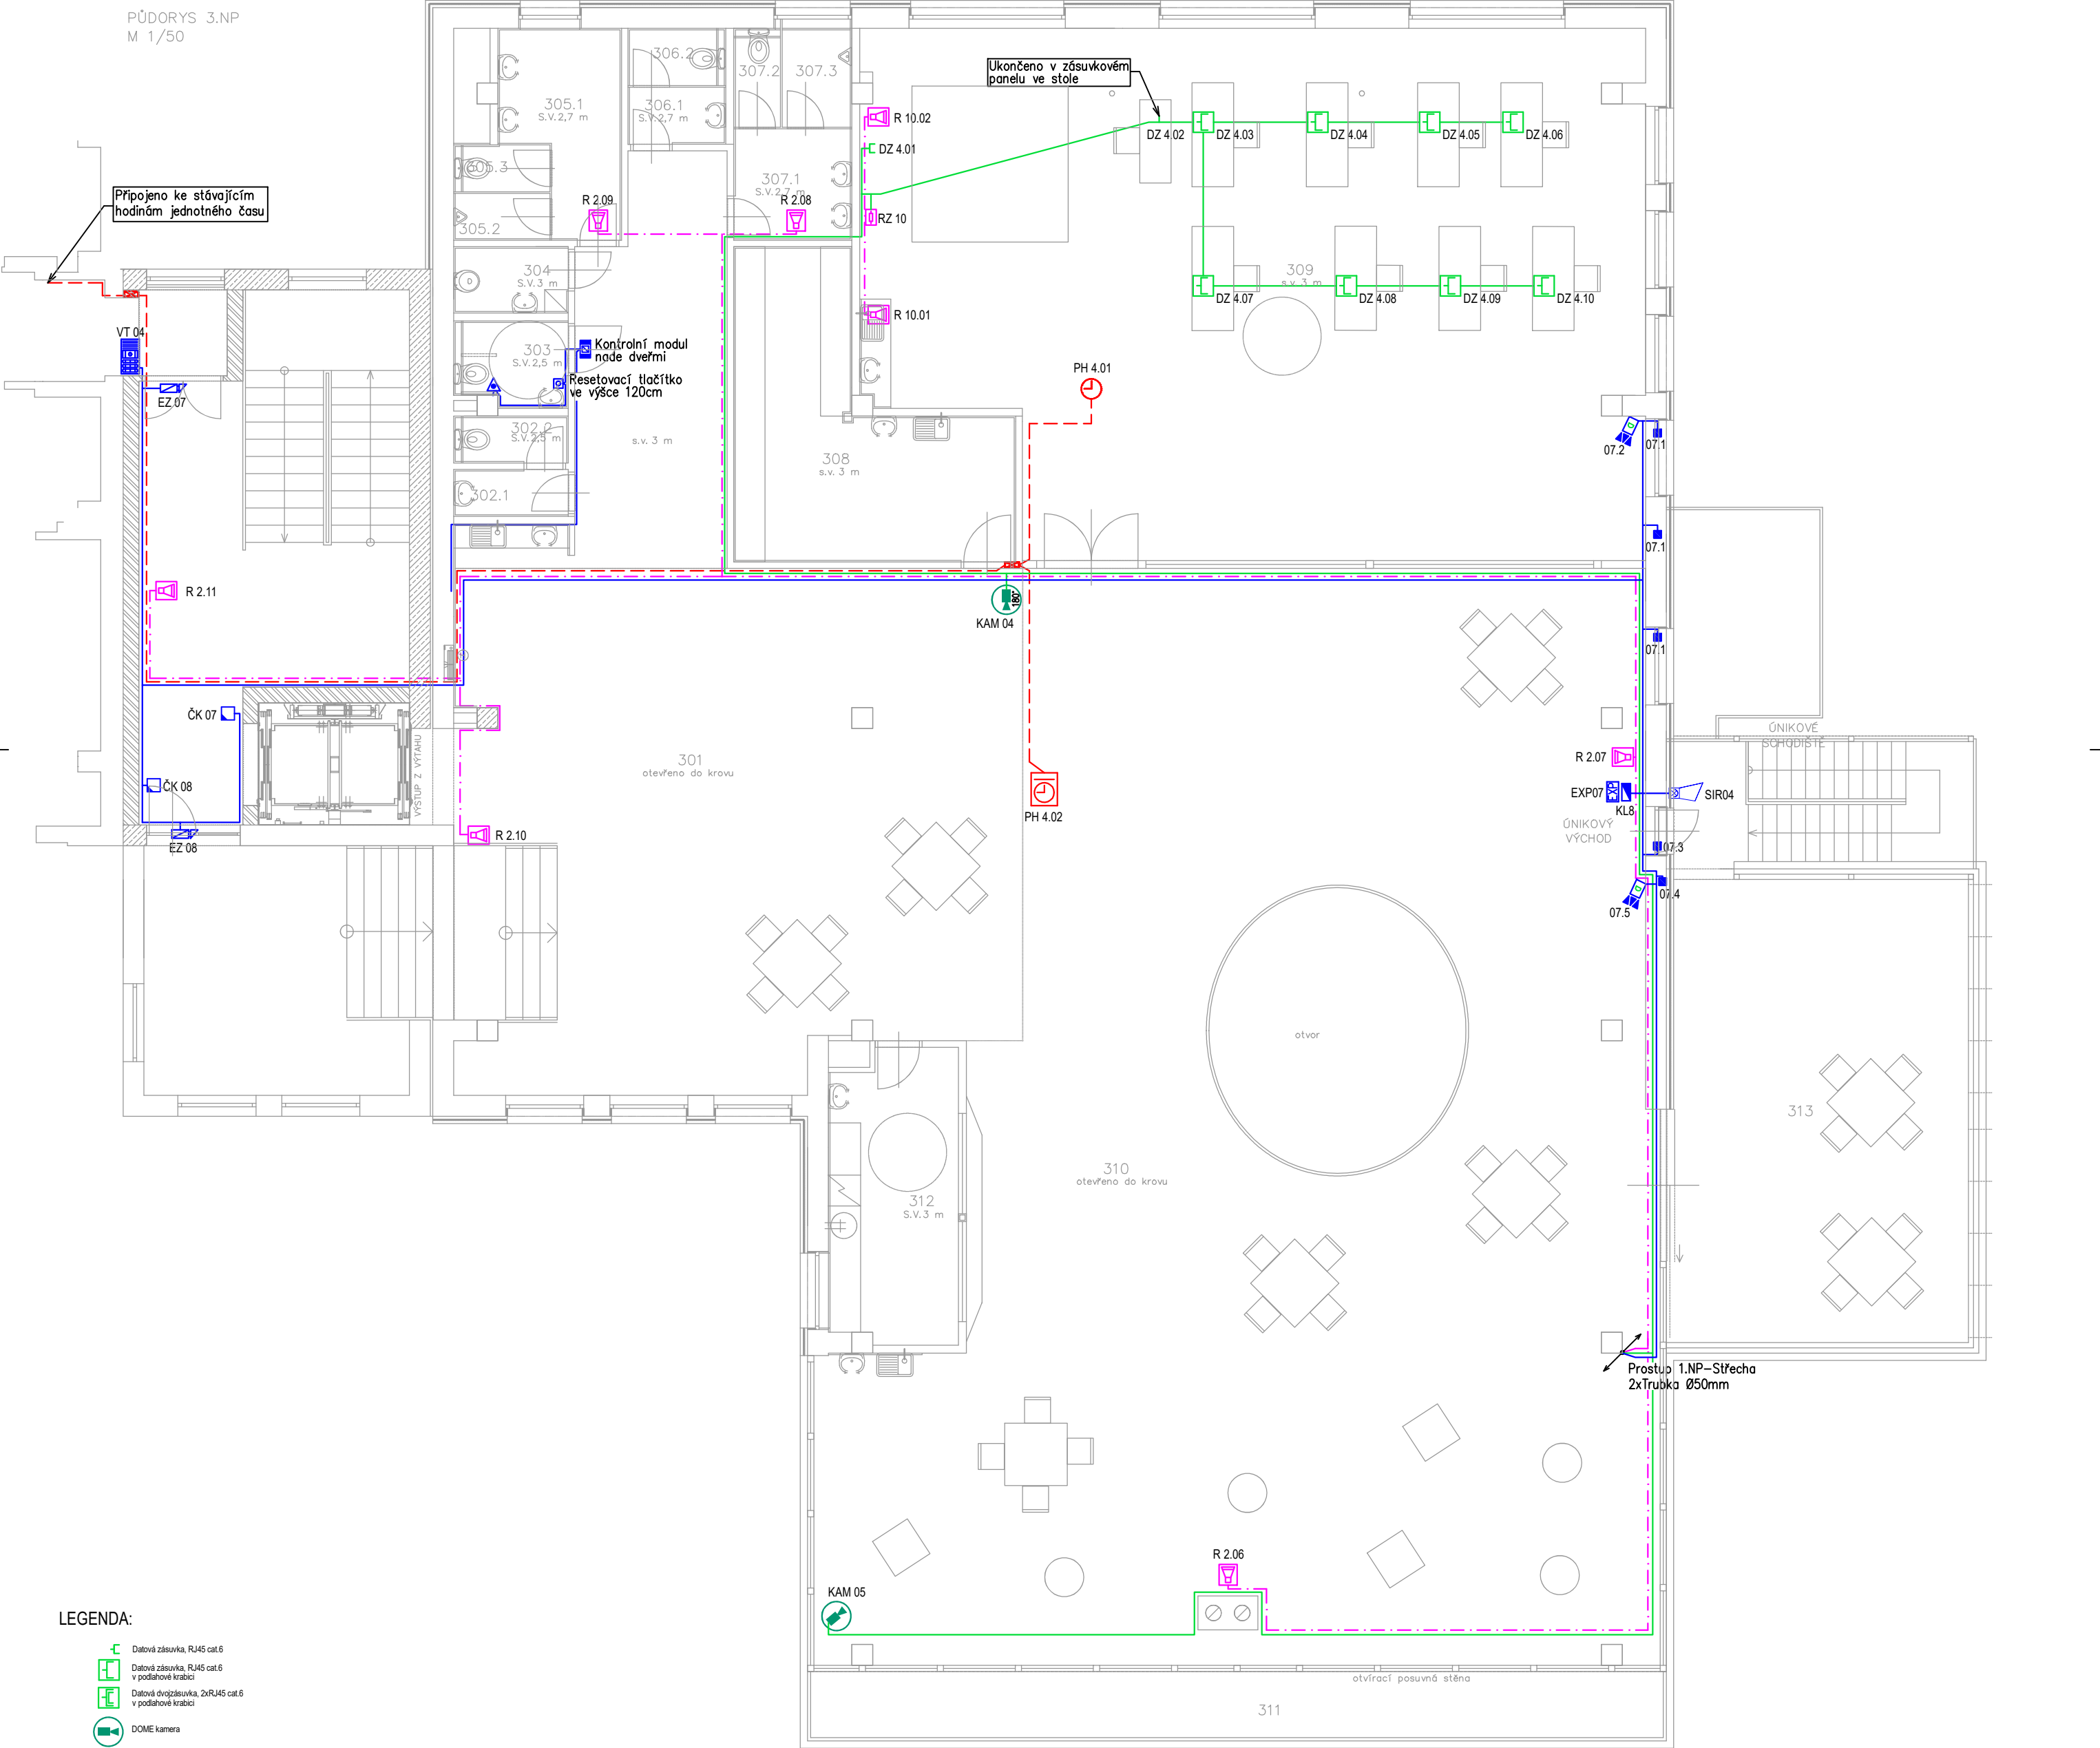 PŮDORYS 3.NP
M 1/50
Připojeno ke stávajícím
hodinám jednotného času
Ukončeno v zásuvkovém
panelu ve stole
306.2
307.2
307.3
305.1
S.V.2,7 m
306.1
S.V.2,7 m
R 10.02
DZ 4.01
DZ 4.02
DZ 4.03
DZ 4.04
DZ 4.05
DZ 4.06
305.3
307.1
S.V.2,7 m
R 2.09
R 2.08
RZ 10
305.2
304
S.V.3 m
309
s.v. 3 m
DZ 4.07
DZ 4.08
DZ 4.09
DZ 4.10
R 10.01
VT 04
303
S.V.2,5 m
Kontrolní modul
nade dveřmi
Resetovací tlačítko
ve výšce 120cm
PH 4.01
EZ 07
302.2
S.V.2,5 m
s.v. 3 m
308
s.v. 3 m
07.2
07.1
302.1
07.1
R 2.11
180°
KAM 04
07.1
ČK 07
ČK 08
EZ 08
VÝSTUP Z VÝTAHU
301
otevřeno do krovu
R 2.10
PH 4.02
ÚNIKOVÉ
SCHODIŠTĚ
R 2.07
EXP07
EXP
KL8
SIR04
ÚNIKOVÝ
VÝCHOD
07.3
07.4
07.5
otvor
313
310
otevřeno do krovu
312
S.V.3 m
Prostup 1.NP-Střecha
2xTrubka Ø50mm
R 2.06
KAM 05
otvírací posuvná stěna
311
LEGENDA:
Datová zásuvka, RJ45 cat.6
Datová zásuvka, RJ45 cat.6
v podlahové krabici
Datová dvojzásuvka, 2xRJ45 cat.6
v podlahové krabici
DOME kamera